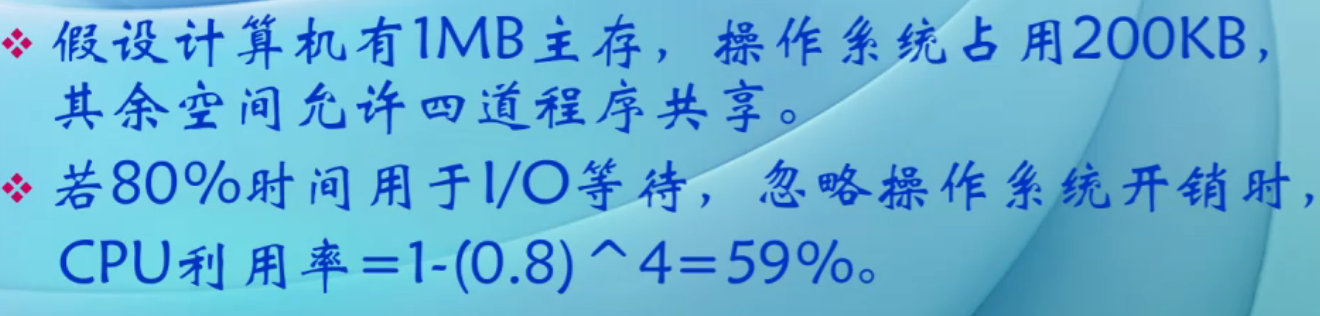 ❖ 假设计算机有1MB主存，操作系统占用200KB，
其余空间允许四道程序共享。
❖ 若80%时间用于I/O等待，忽略操作系统开销时，
CPU利用率=1-(0.8)^4=59%。